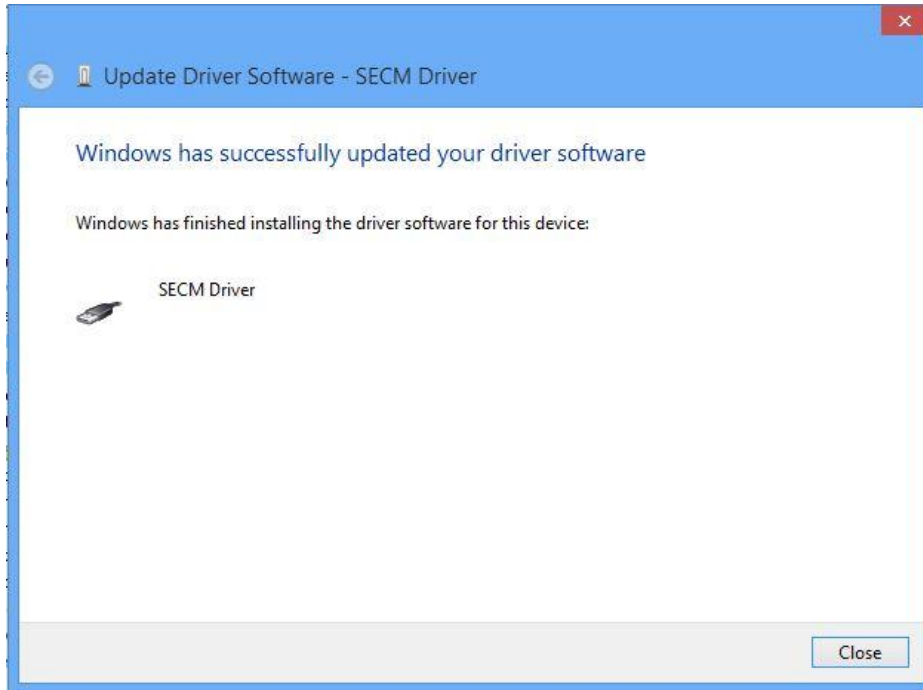 Update Driver Software - SECM Driver
Windows has successfully updated your driver software
Windows has finished installing the driver software for this device:
SECM Driver
Close